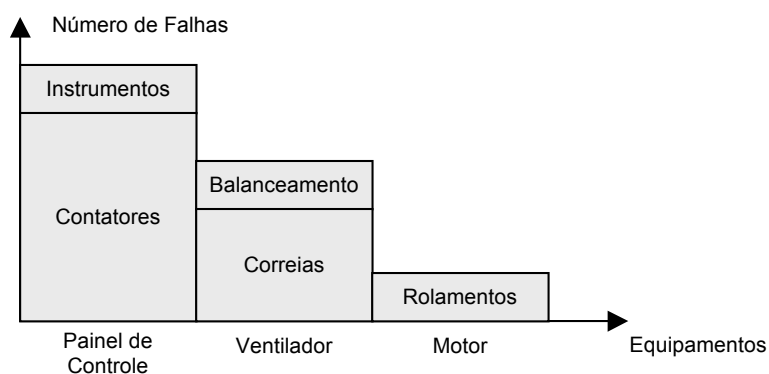 Número de Falhas
Instrumentos
Contatores
Balanceamento
Correias
Rolamentos
Painel de
Controle
Ventilador
Motor
Equipamentos